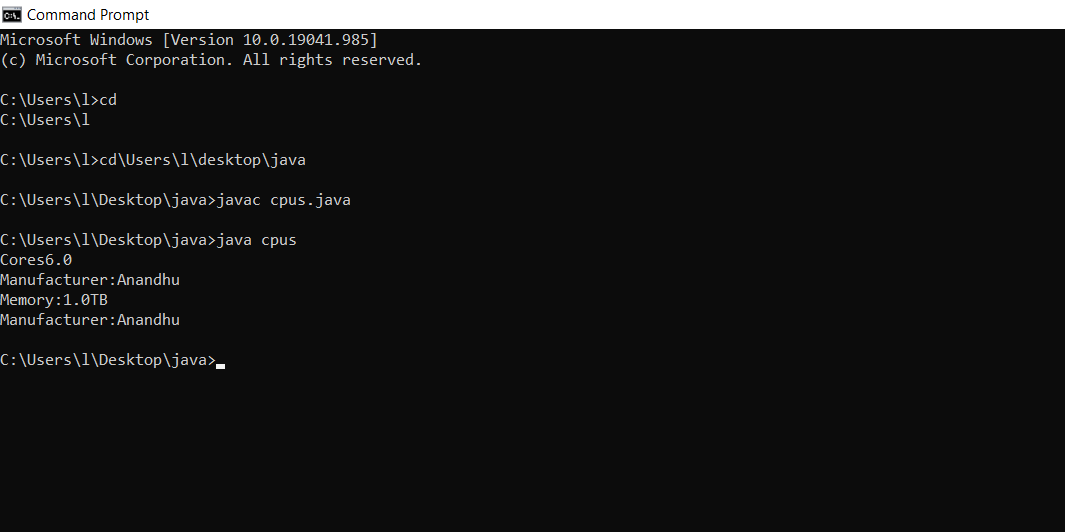 Command Prompt
Microsoft Windows [Version 10.0.19041.985]
(c) Microsoft Corporation. All rights reserved.
C:\Users\l>cd
C:\Users\l
C:\Users\l>cd\Users\l\desktop\java
C:\Users\l\Desktop\java>javac cpus.java
C:\Users\l\Desktop\java>java cpus
Cores6.0
Manufacturer:Anandhu
Memory:1.0TB
Manufacturer:Anandhu
C:\Users\l\Desktop\java>